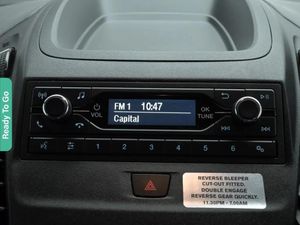 Ready To Go
FM 1 10:47
Capital
VOL
OK
TUNE
1 2 3 4 5 6
REVERSE BLEEPER
CUT-OUT FITTED.
DOUBLE ENGAGE
REVERSE GEAR QUICKLY.
11.30PM - 7.00AM